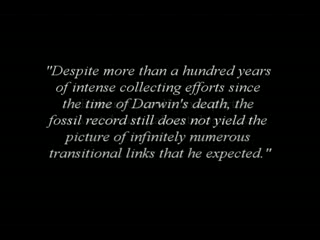 "Despite more than a hundred years
of intense collecting efforts since
the time of Darwin's death, the
fossil record still does not yield the
picture of infinitely numerous
transitional links that he expected."